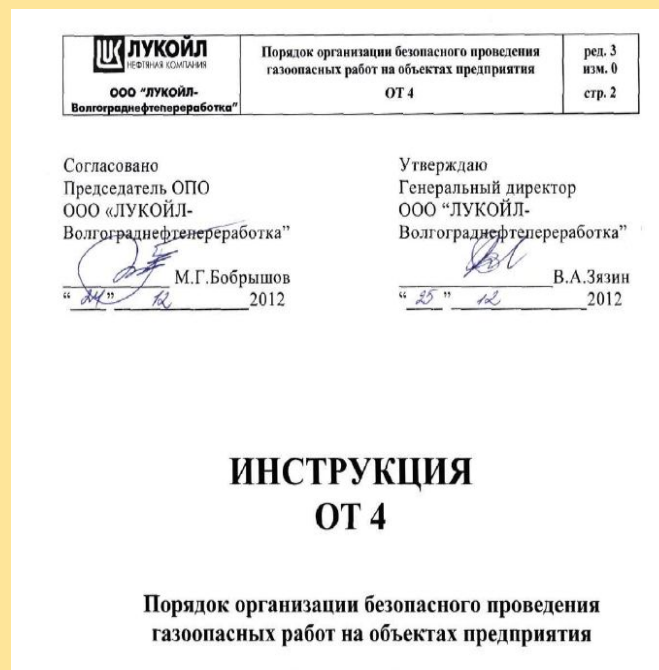 ЛУКОЙЛ
НЕФТЯНАЯ КОМПАНИЯ
ООО "ЛУКОЙЛ-
Волгограднефтепереработка"
Порядок организации безопасного проведения
газоопасных работ на объектах предприятия
ОТ 4
ред. 3
изм. 0
стр. 2
Согласовано
Председатель ОПО
ООО «ЛУКОЙЛ-
Волгограднефтепереработка”
М.Г.Бобрышов
“ 24 ” 12 2012
Утверждаю
Генеральный директор
ООО “ЛУКОЙЛ-
Волгограднефтепереработка”
В.А.Зязин
“ 25 ” 12 2012
ИНСТРУКЦИЯ
ОТ 4
Порядок организации безопасного проведения
газоопасных работ на объектах предприятия